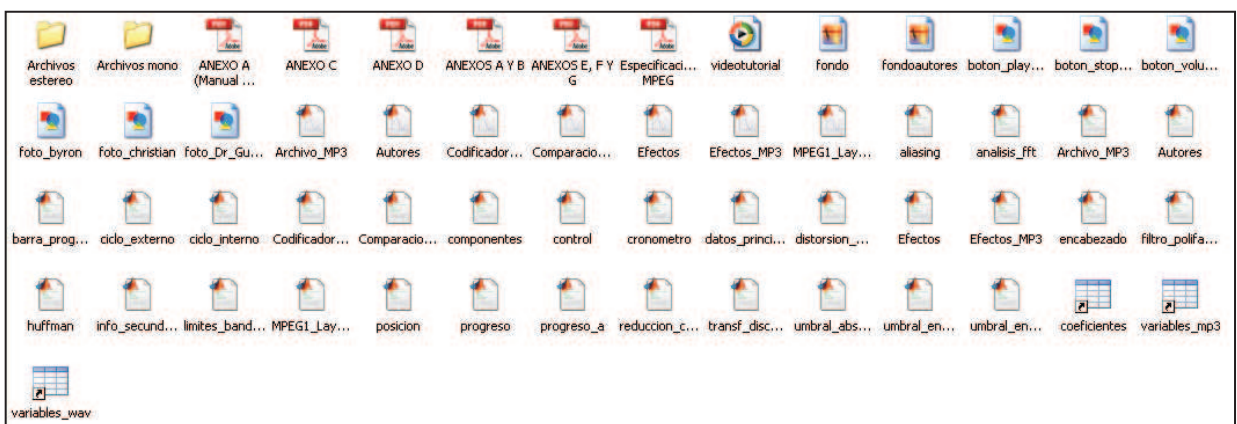 Archivos estereo Archivos mono ANEXO A (Manual ... ANEXO C ANEXO D ANEXOS A Y B ANEXOS E, F Y G Especificaci... MPEG videotutorial fondo fondoautores boton_play... boton_stop... boton_volu...
foto_byron foto_christian foto_Dr_Gu... Archivo_MP3 Autores Codificador... Comparacio... Efectos Efectos_MP3 MPEG1_Lay... aliasing analisis_fft Archivo_MP3 Autores
barra_prog... ciclo_externo ciclo_interno Codificador... Comparacio... componentes control cronometro datos_princi... distorsion_... Efectos Efectos_MP3 encabezado filtro_polifa...
huffman info_secund... limites_band... MPEG1_Lay... posicion progreso progreso_a reduccion_c... transf_disc... umbral_abs... umbral_en... umbral_en... coeficientes variables_mp3
variables_wav